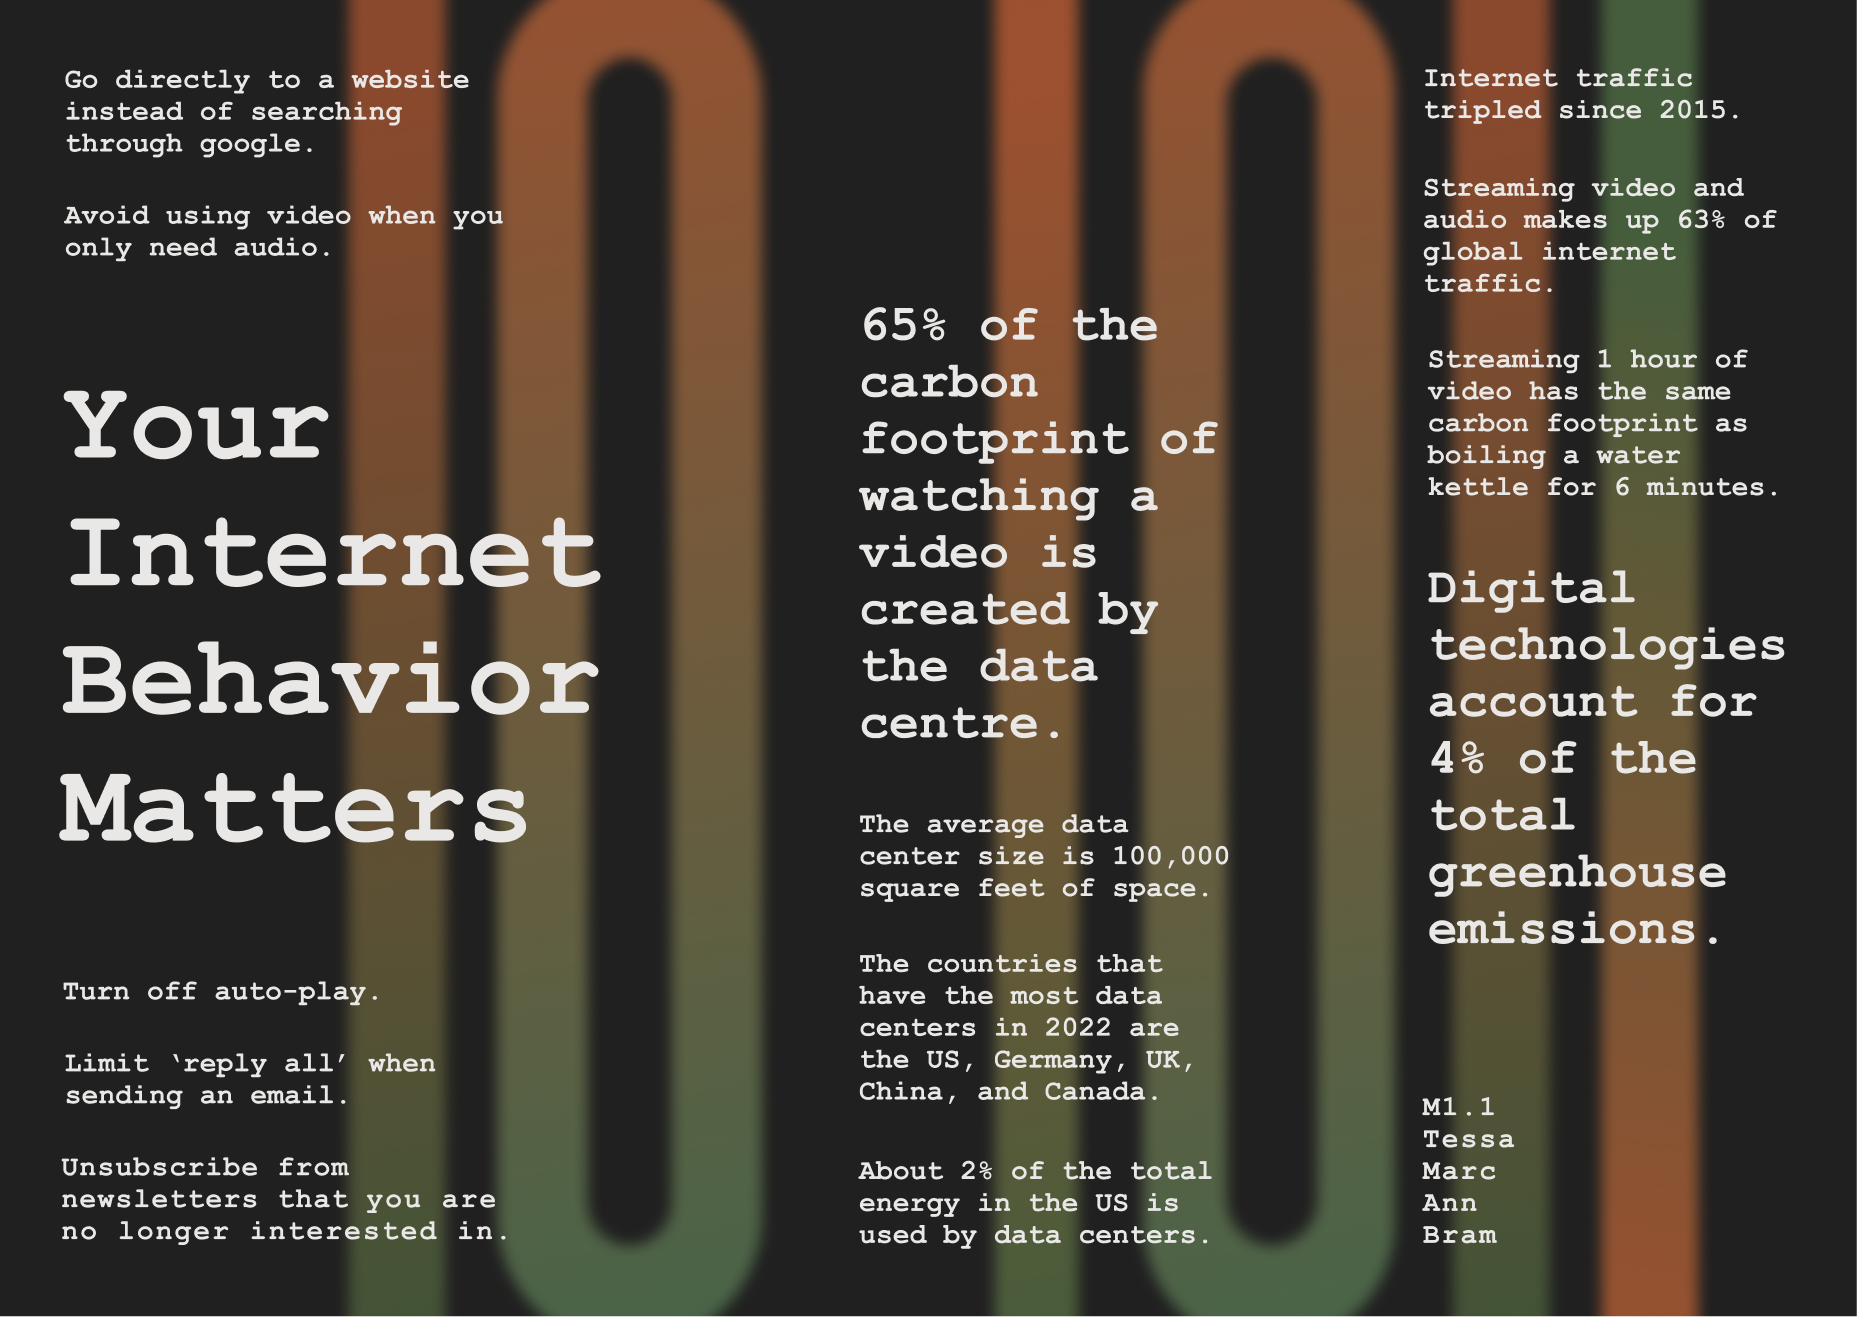 Go directly to a website
instead of searching
through google.
Avoid using video when you
only need audio.
Your
Internet
Behavior
Matters
Turn off auto-play.
Limit ‘reply all’ when
sending an email.
Unsubscribe from
newsletters that you are
no longer interested in.
65% of the
carbon
footprint of
watching a
video is
created by
the data
centre.
The average data
center size is 100,000
square feet of space.
The countries that
have the most data
centers in 2022 are
the US, Germany, UK,
China, and Canada.
About 2% of the total
energy in the US is
used by data centers.
Internet traffic
tripled since 2015.
Streaming video and
audio makes up 63% of
global internet
traffic.
Streaming 1 hour of
video has the same
carbon footprint as
boiling a water
kettle for 6 minutes.
Digital
technologies
account for
4% of the
total
greenhouse
emissions.
M1.1
Tessa
Marc
Ann
Bram